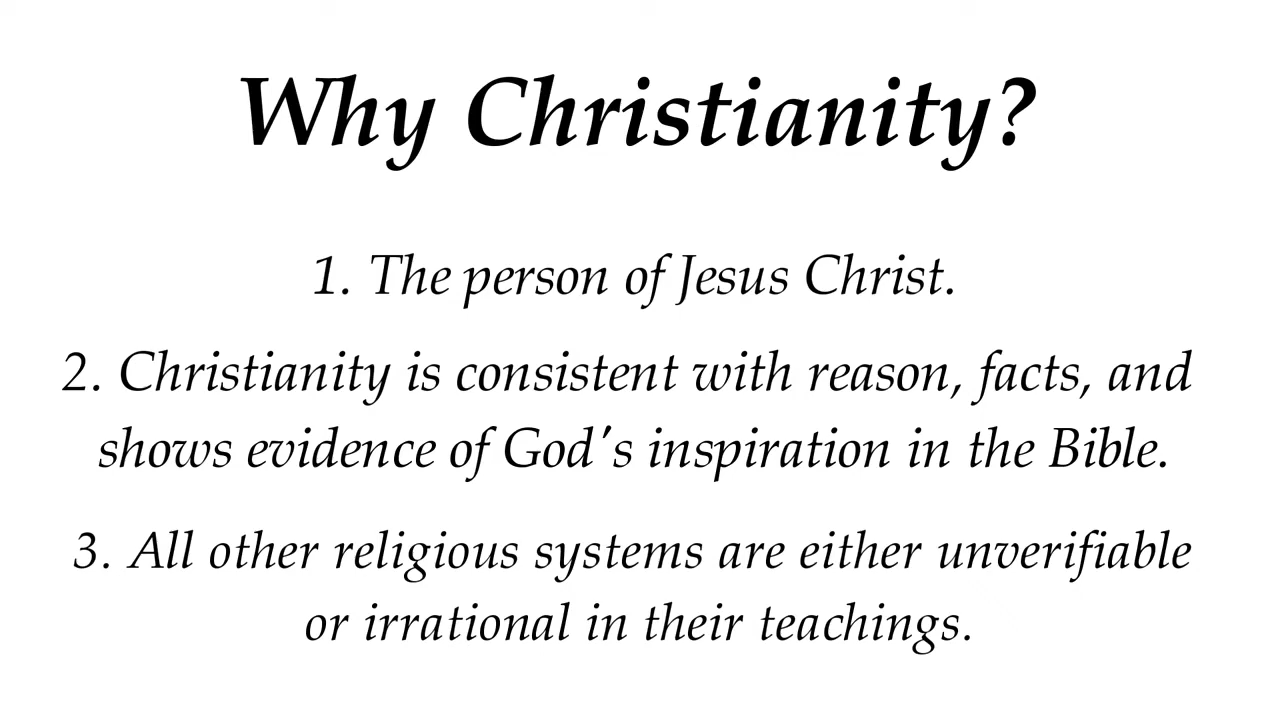 Why Christianity?
1. The person of Jesus Christ.
2. Christianity is consistent with reason, facts, and
shows evidence of God's inspiration in the Bible.
3. All other religious systems are either unverifiable
or irrational in their teachings.